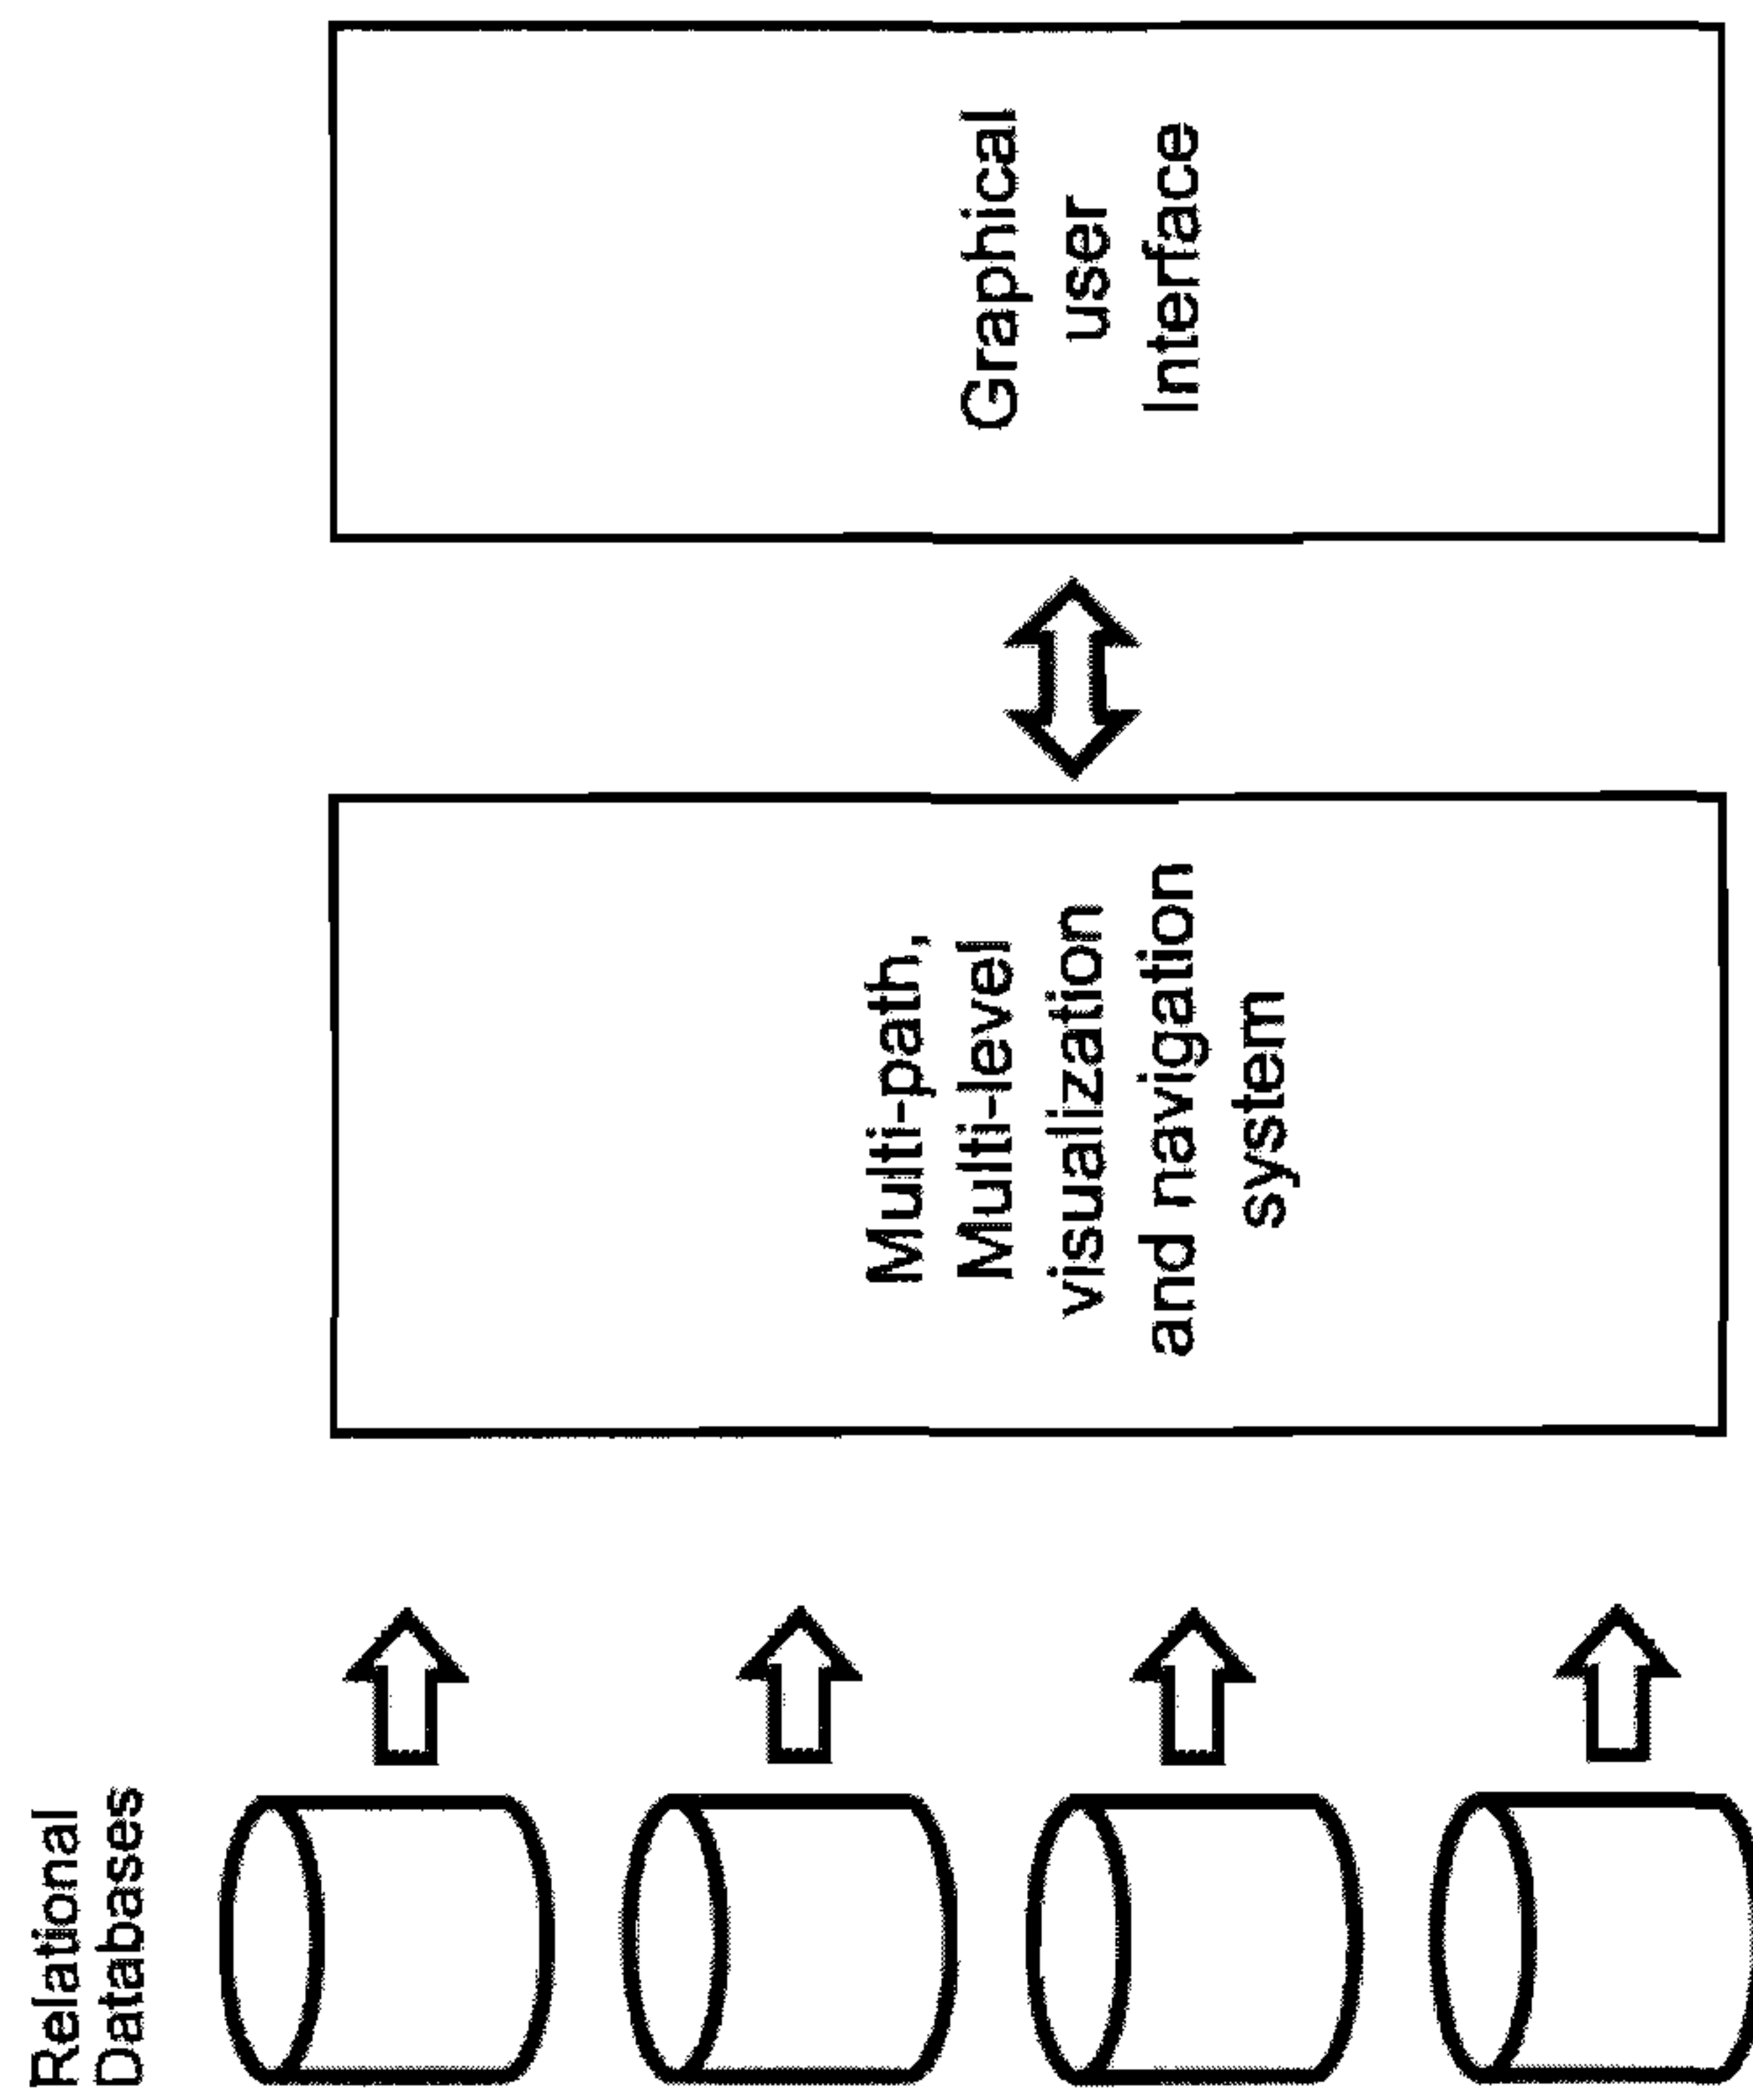 Relational
Databases
Multi-path,
Multi-level
visualization
and navigation
system
Graphical
user
Interface